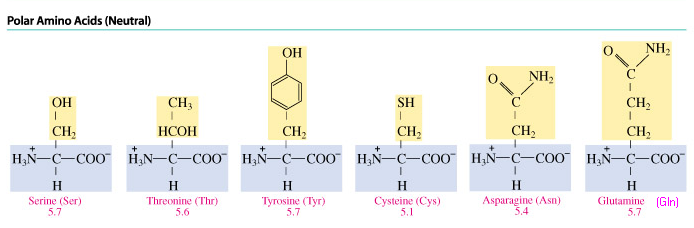 Polar Amino Acids (Neutral)
OH
CH₂
H₃N⁺—C—COO⁻
H
Serine (Ser)
5.7
CH₃
HCOH
H₃N⁺—C—COO⁻
H
Threonine (Thr)
5.6
OH
CH₂
H₃N⁺—C—COO⁻
H
Tyrosine (Tyr)
5.7
SH
CH₂
H₃N⁺—C—COO⁻
H
Cysteine (Cys)
5.1
O NH₂
C
CH₂
H₃N⁺—C—COO⁻
H
Asparagine (Asn)
5.4
O NH₂
C
CH₂
CH₂
H₃N⁺—C—COO⁻
H
Glutamine (Gln)
5.7